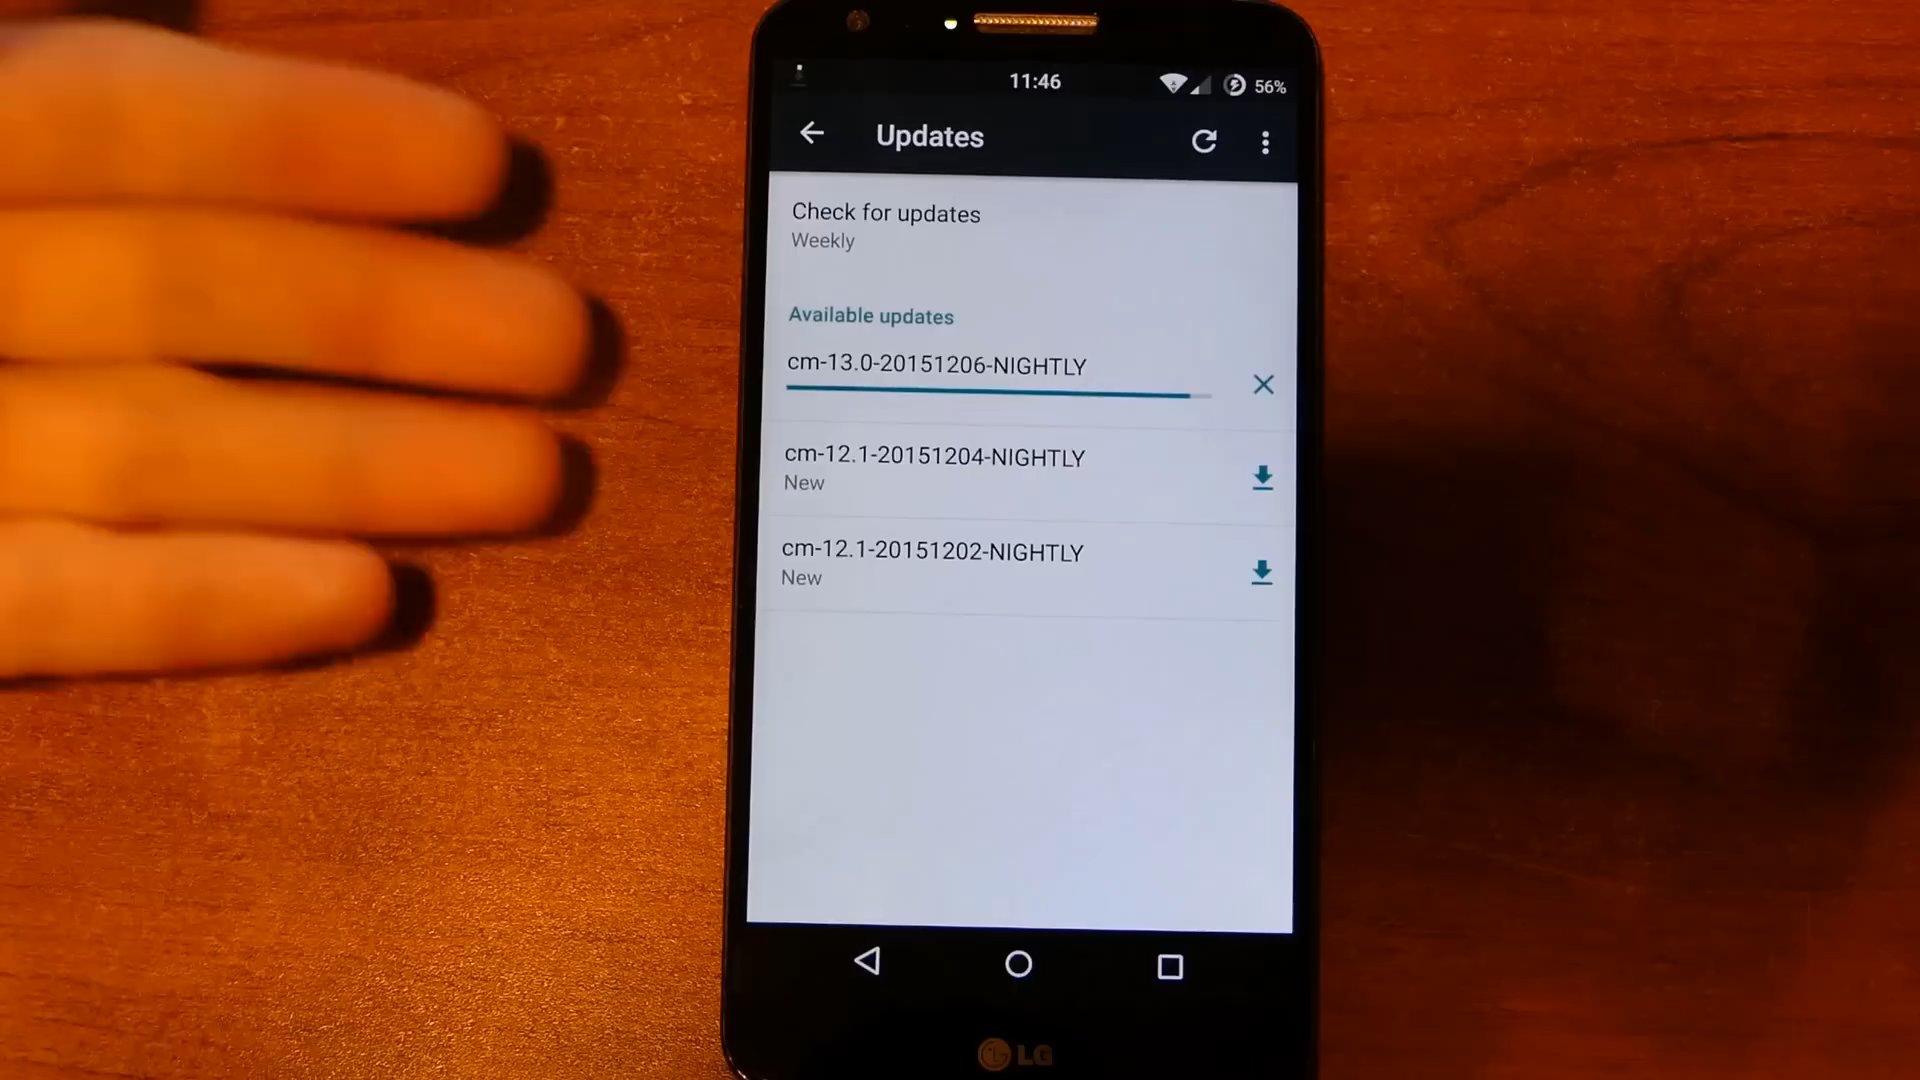 11:46
56%
Updates
Check for updates
Weekly
Available updates
cm-13.0-20151206-NIGHTLY
cm-12.1-20151204-NIGHTLY
New
cm-12.1-20151202-NIGHTLY
New
LG